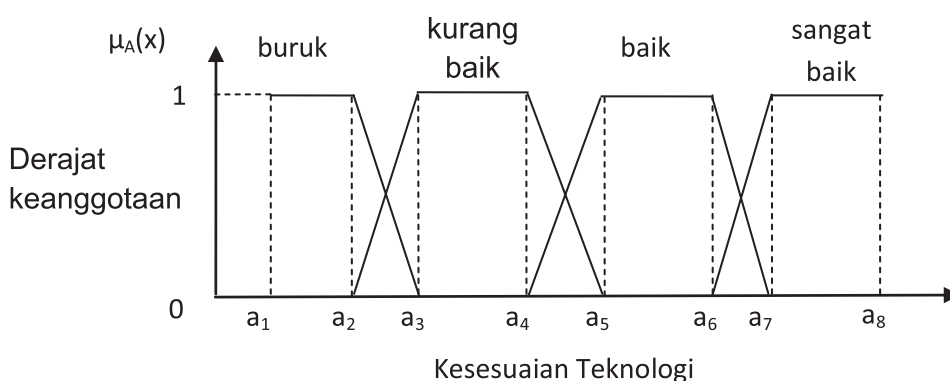 μA(x)
buruk
kurang
baik
baik
sangat
baik
1
Derajat
keanggotaan
0
a1 a2 a3 a4 a5 a6 a7 a8
Kesesuaian Teknologi